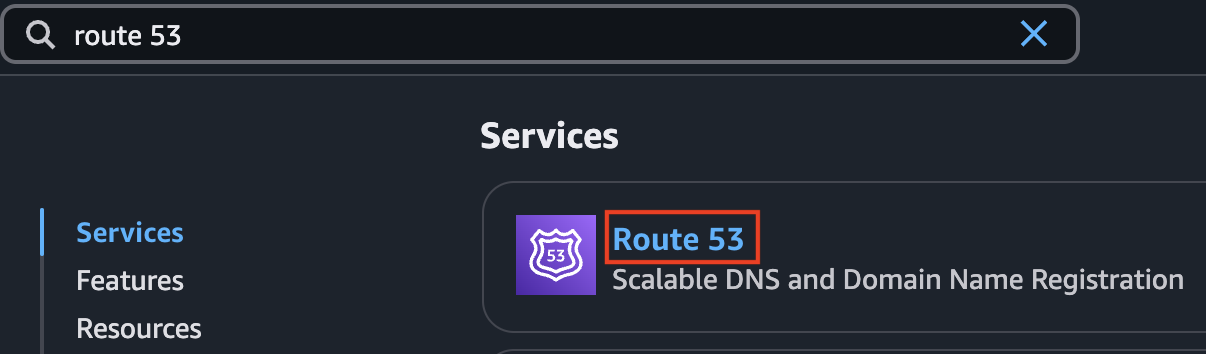 route 53
Services
Services
Features
Resources
53
Route 53
Scalable DNS and Domain Name Registration